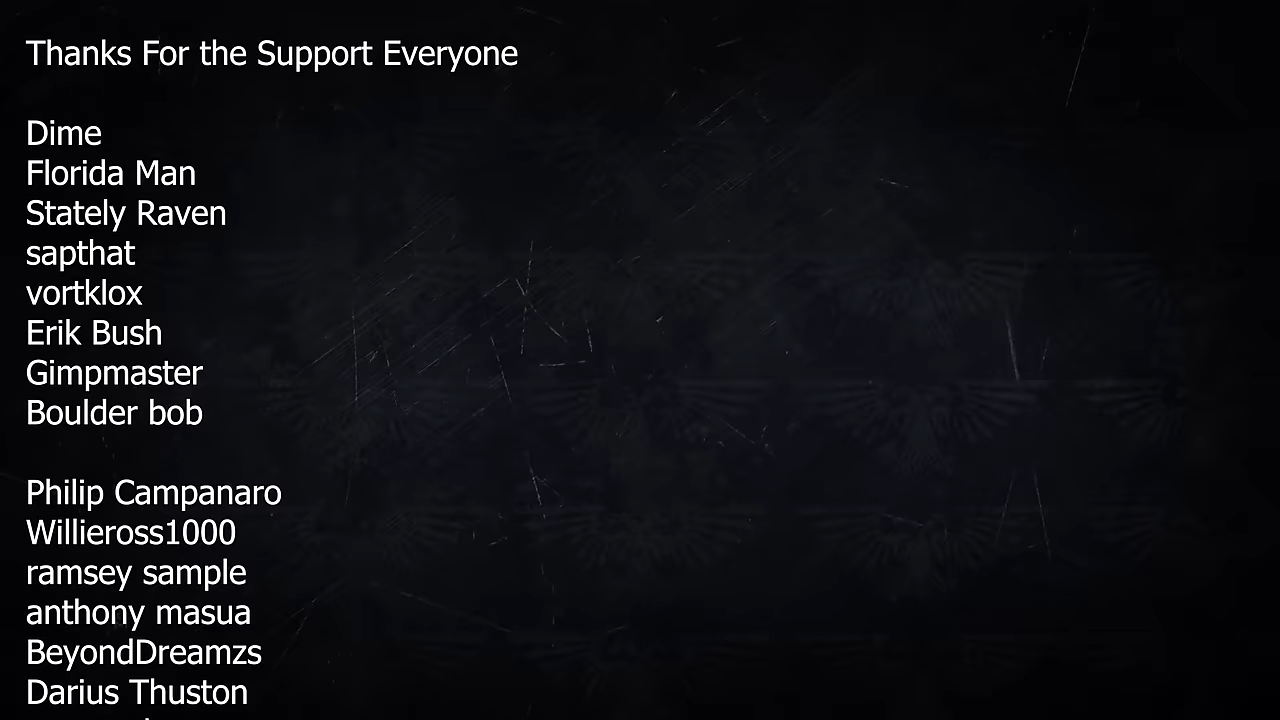 Thanks For the Support Everyone
Dime
Florida Man
Stately Raven
sapthat
vortklox
Erik Bush
Gimpmaster
Boulder bob
Philip Campanaro
Willieross1000
ramsey sample
anthony masua
BeyondDreamzs
Darius Thuston